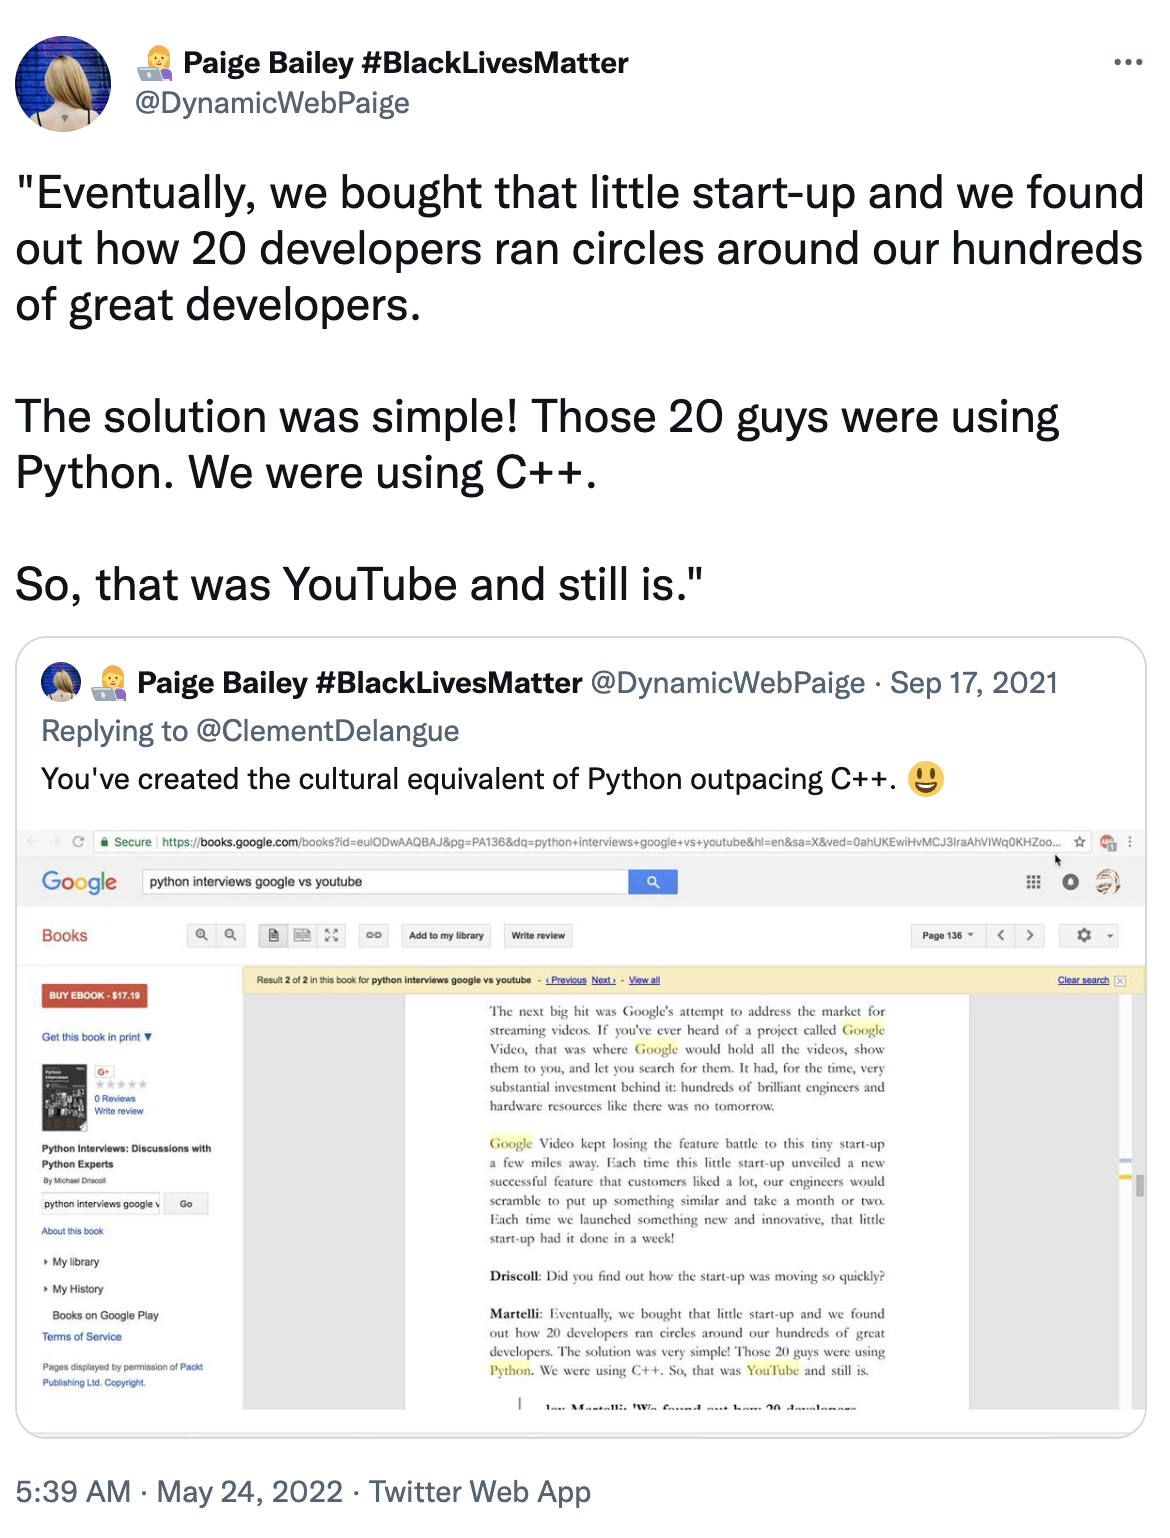 Paige Bailey #BlackLivesMatter
@DynamicWebPaige
"Eventually, we bought that little start-up and we found
out how 20 developers ran circles around our hundreds
of great developers.
The solution was simple! Those 20 guys were using
Python. We were using C++.
So, that was YouTube and still is."
Paige Bailey #BlackLivesMatter @DynamicWebPaige · Sep 17, 2021
Replying to @ClementDelangue
You've created the cultural equivalent of Python outpacing C++. 😃
Secure https://books.google.com/books?id=eulODwAAQBAJ&pg=PA136&dq=python+interviews+google+vs+youtube&hl=en&sa=X&ved=0ahUKEwiHvMCJ3IraAhVIWq0KHZoo...
Google python interviews google vs youtube
Books Add to my library Write review Page 136
Result 2 of 2 in this book for python interviews google vs youtube - ‹ Previous Next › - View all Clear search
BUY EBOOK - $17.19
Get this book in print ▼
G+
0 Reviews
Write review
Python Interviews: Discussions with
Python Experts
By Michael Driscoll
python interviews google v Go
About this book
My library
My History
Books on Google Play
Terms of Service
Pages displayed by permission of Packt
Publishing Ltd. Copyright.
The next big hit was Google's attempt to address the market for
streaming videos. If you've ever heard of a project called Google
Video, that was where Google would hold all the videos, show
them to you, and let you search for them. It had, for the time, very
substantial investment behind it: hundreds of brilliant engineers and
hardware resources like there was no tomorrow.
Google Video kept losing the feature battle to this tiny start-up
a few miles away. Each time this little start-up unveiled a new
successful feature that customers liked a lot, our engineers would
scramble to put up something similar and take a month or two.
Each time we launched something new and innovative, that little
start-up had it done in a week!
Driscoll: Did you find out how the start-up was moving so quickly?
Martelli: Eventually, we bought that little start-up and we found
out how 20 developers ran circles around our hundreds of great
developers. The solution was very simple! Those 20 guys were using
Python. We were using C++. So, that was YouTube and still is.
Martelli: 'We found out how 20 developers
5:39 AM · May 24, 2022 · Twitter Web App